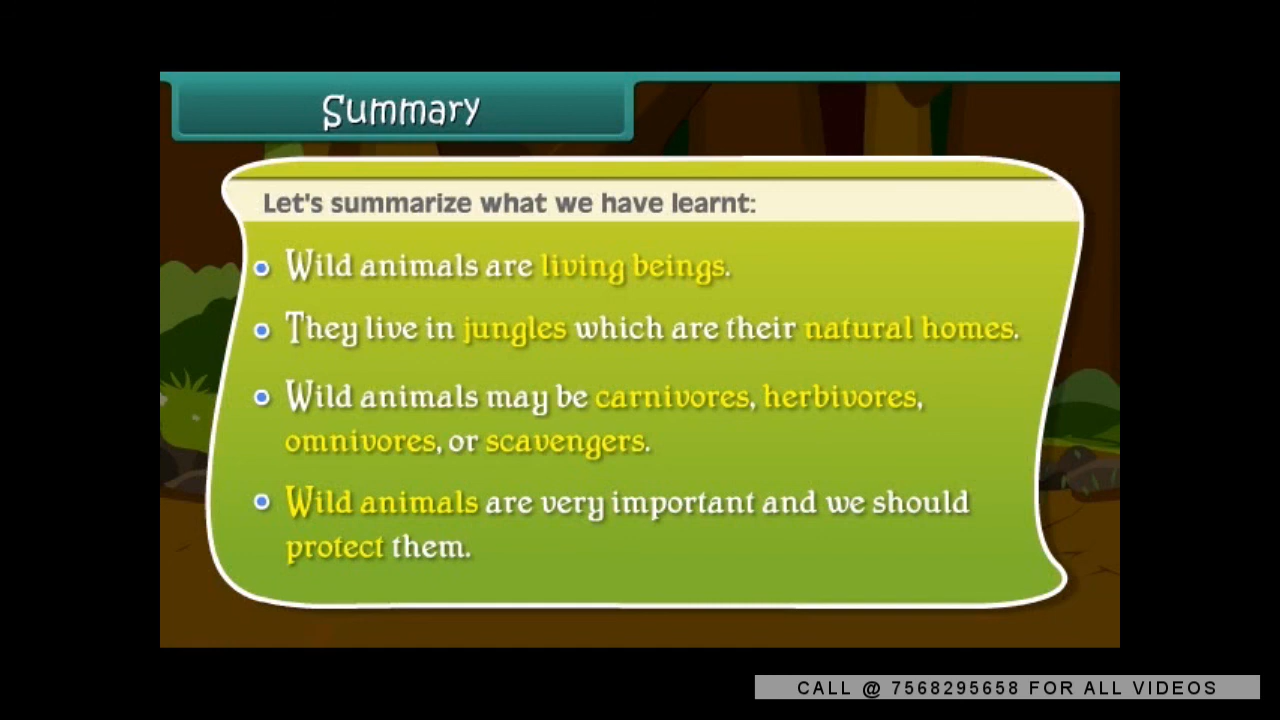 Summary
Let's summarize what we have learnt:
Wild animals are living beings.
They live in jungles which are their natural homes.
Wild animals may be carnivores, herbivores,
omnivores, or scavengers.
Wild animals are very important and we should
protect them.
CALL @ 7568295658 FOR ALL VIDEOS